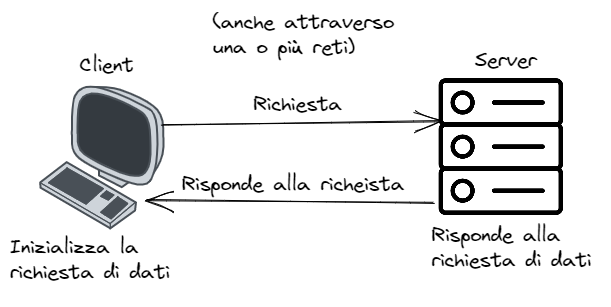 (anche attraverso
una o più reti)
Client
Server
Richiesta
Risponde alla richeista
Inizializza la
richiesta di dati
Risponde alla
richiesta di dati